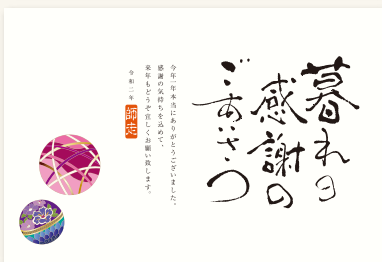 暮れの
感謝の
ごあいさつ
今年一年本当にありがとうございました。
感謝の気持ちを込めて。
来年もどうぞ宜しくお願い致します。
令和二年
師走